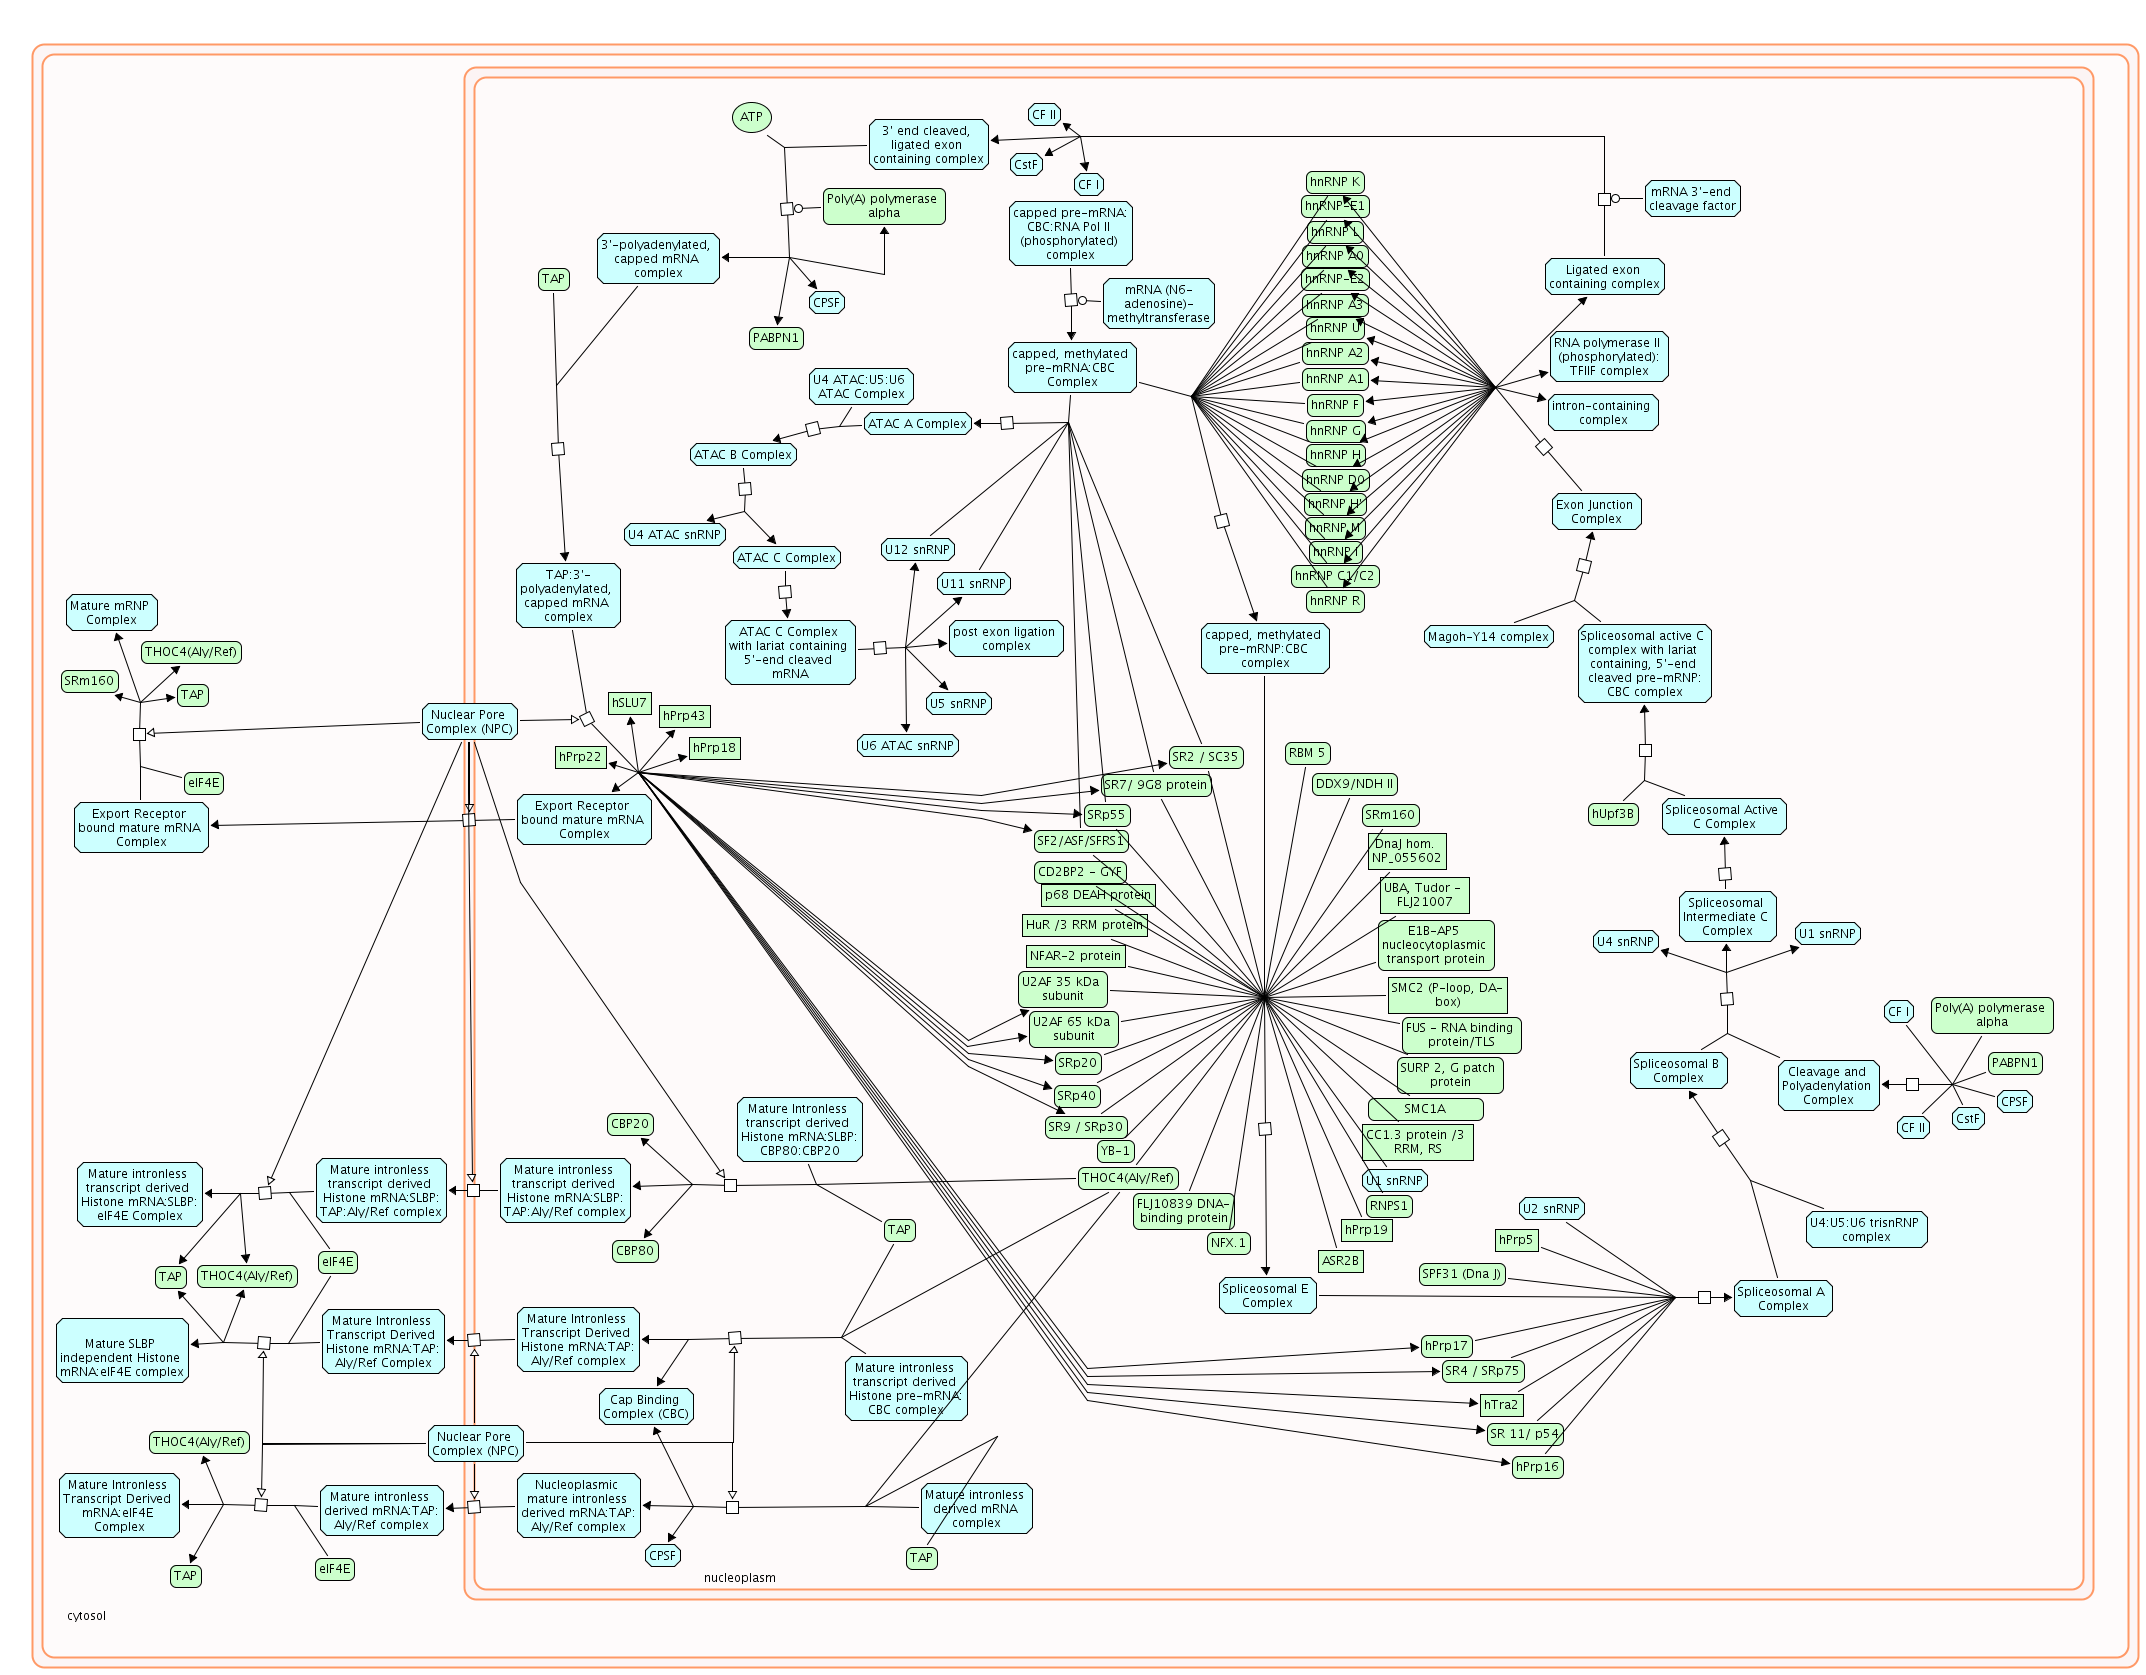 ATP
3' end cleaved,
ligated exon
containing complex
CF II
CstF
CF I
Poly(A) polymerase
alpha
3'-polyadenylated,
capped mRNA
complex
CPSF
PABPN1
TAP
capped pre-mRNA:
CBC:RNA Pol II
(phosphorylated)
complex
mRNA (N6-
adenosine)-
methyltransferase
capped, methylated
pre-mRNA:CBC
Complex
hnRNP K
hnRNP-E1
hnRNP L
hnRNP A0
hnRNP-E2
hnRNP A3
hnRNP U
hnRNP A2
hnRNP A1
hnRNP F
hnRNP G
hnRNP H
hnRNP D0
hnRNP H'
hnRNP M
hnRNP I
hnRNP C1/C2
hnRNP R
mRNA 3'-end
cleavage factor
Ligated exon
containing complex
RNA polymerase II
(phosphorylated):
TFIIF complex
intron-containing
complex
Exon Junction
Complex
Magoh-Y14 complex
Spliceosomal active C
complex with lariat
containing, 5'-end
cleaved pre-mRNP:
CBC complex
hUpf3B
Spliceosomal Active
C Complex
Spliceosomal
Intermediate C
Complex
U4 snRNP
U1 snRNP
Spliceosomal B
Complex
Cleavage and
Polyadenylation
Complex
CF I
Poly(A) polymerase
alpha
PABPN1
CPSF
CstF
CF II
U4:U5:U6 trisnRNP
complex
Spliceosomal A
Complex
U4 ATAC:U5:U6
ATAC Complex
ATAC A Complex
ATAC B Complex
U4 ATAC snRNP
ATAC C Complex
ATAC C Complex
with lariat containing
5'-end cleaved
mRNA
U12 snRNP
U11 snRNP
post exon ligation
complex
U5 snRNP
U6 ATAC snRNP
capped, methylated
pre-mRNP:CBC
complex
TAP:3'-
polyadenylated,
capped mRNA
complex
Mature mRNP
Complex
THOC4(Aly/Ref)
SRm160
TAP
eIF4E
Export Receptor
bound mature mRNA
Complex
Nuclear Pore
Complex (NPC)
hSLU7
hPrp43
hPrp18
hPrp22
Export Receptor
bound mature mRNA
Complex
SR2 / SC35
SR7/ 9G8 protein
SRp55
SF2/ASF/SFRS1
CD2BP2 - GYF
p68 DEAH protein
HuR /3 RRM protein
NFAR-2 protein
U2AF 35 kDa
subunit
U2AF 65 kDa
subunit
SRp20
SRp40
SR9 / SRp30
YB-1
THOC4(Aly/Ref)
FLJ10839 DNA-
binding protein
NFX.1
RBM 5
DDX9/NDH II
SRm160
DnaJ hom.
NP_055602
UBA, Tudor -
FLJ21007
E1B-AP5
nucleocytoplasmic
transport protein
SMC2 (P-loop, DA-
box)
FUS - RNA binding
protein/TLS
SURP 2, G patch
protein
SMC1A
CC1.3 protein /3
RRM, RS
U1 snRNP
RNPS1
hPrp19
ASR2B
Spliceosomal E
Complex
U2 snRNP
hPrp5
SPF31 (Dna J)
hPrp17
SR4 / SRp75
hTra2
SR 11/ p54
hPrp16
CBP20
CBP80
Mature Intronless
transcript derived
Histone mRNA:SLBP:
CBP80:CBP20
TAP
Mature intronless
transcript derived
Histone mRNA:SLBP:
eIF4E Complex
Mature intronless
transcript derived
Histone mRNA:SLBP:
TAP:Aly/Ref complex
Mature intronless
transcript derived
Histone mRNA:SLBP:
TAP:Aly/Ref complex
TAP
THOC4(Aly/Ref)
eIF4E
Mature SLBP
independent Histone
mRNA:eIF4E complex
Mature Intronless
Transcript Derived
Histone mRNA:TAP:
Aly/Ref Complex
Mature Intronless
Transcript Derived
Histone mRNA:TAP:
Aly/Ref complex
Mature intronless
transcript derived
Histone pre-mRNA:
CBC complex
Cap Binding
Complex (CBC)
Nuclear Pore
Complex (NPC)
THOC4(Aly/Ref)
Mature Intronless
Transcript Derived
mRNA:eIF4E
Complex
TAP
eIF4E
Mature intronless
derived mRNA:TAP:
Aly/Ref complex
Nucleoplasmic
mature intronless
derived mRNA:TAP:
Aly/Ref complex
CPSF
Mature intronless
derived mRNA
complex
TAP
nucleoplasm
cytosol